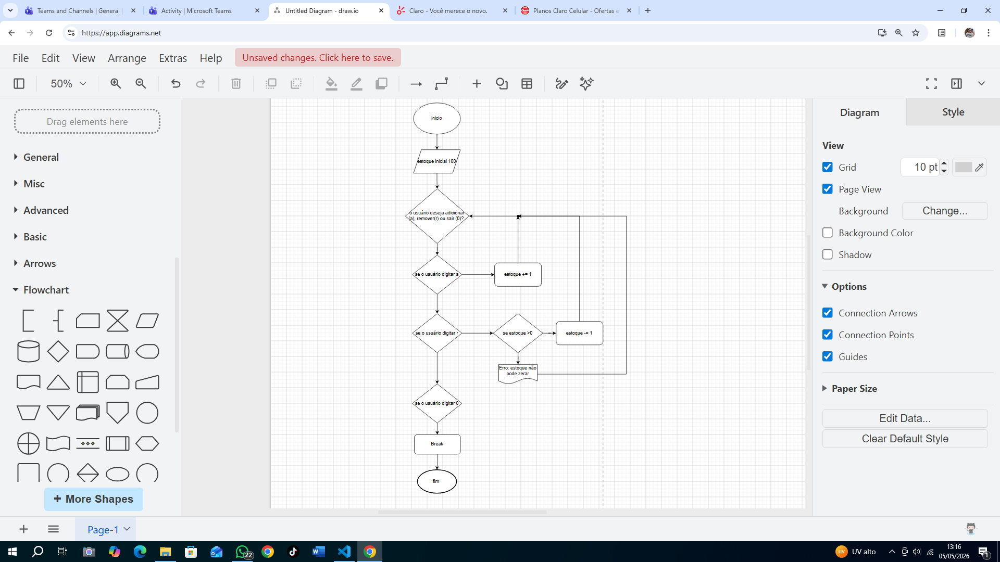 Teams and Channels | General |
Activity | Microsoft Teams
Untitled Diagram - draw.io
Claro - Você merece o novo.
Planos Claro Celular - Ofertas e
https://app.diagrams.net
File
Edit
View
Arrange
Extras
Help
Unsaved changes. Click here to save.
50%
Drag elements here
General
Misc
Advanced
Basic
Arrows
Flowchart
+ More Shapes
inicio
estoque inicial 100
o usuário deseja adicionar
(a), remover(r) ou sair (0)?
se o usuário digitar a
estoque += 1
se o usuário digitar r
se estoque >0
estoque -= 1
Erro: estoque não
pode zerar
se o usuário digitar 0
Break
fim
Diagram
Style
View
Grid
10 pt
Page View
Background
Change...
Background Color
Shadow
Options
Connection Arrows
Connection Points
Guides
Paper Size
Edit Data...
Clear Default Style
Page-1
22
UV
UV alto
13:16
05/05/2026
1